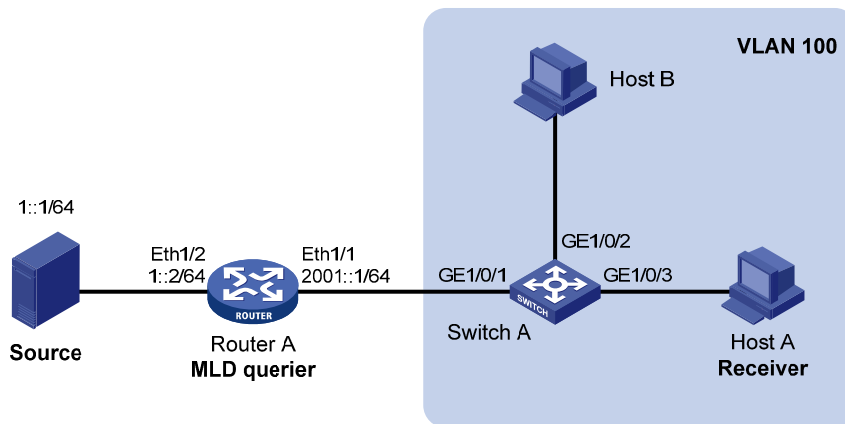 VLAN 100
Host B
1::1/64
Eth1/2
1::2/64
Eth1/1
2001::1/64
GE1/0/2
GE1/0/1
GE1/0/3
ROUTER
SWITCH
Source
Router A
MLD querier
Switch A
Host A
Receiver